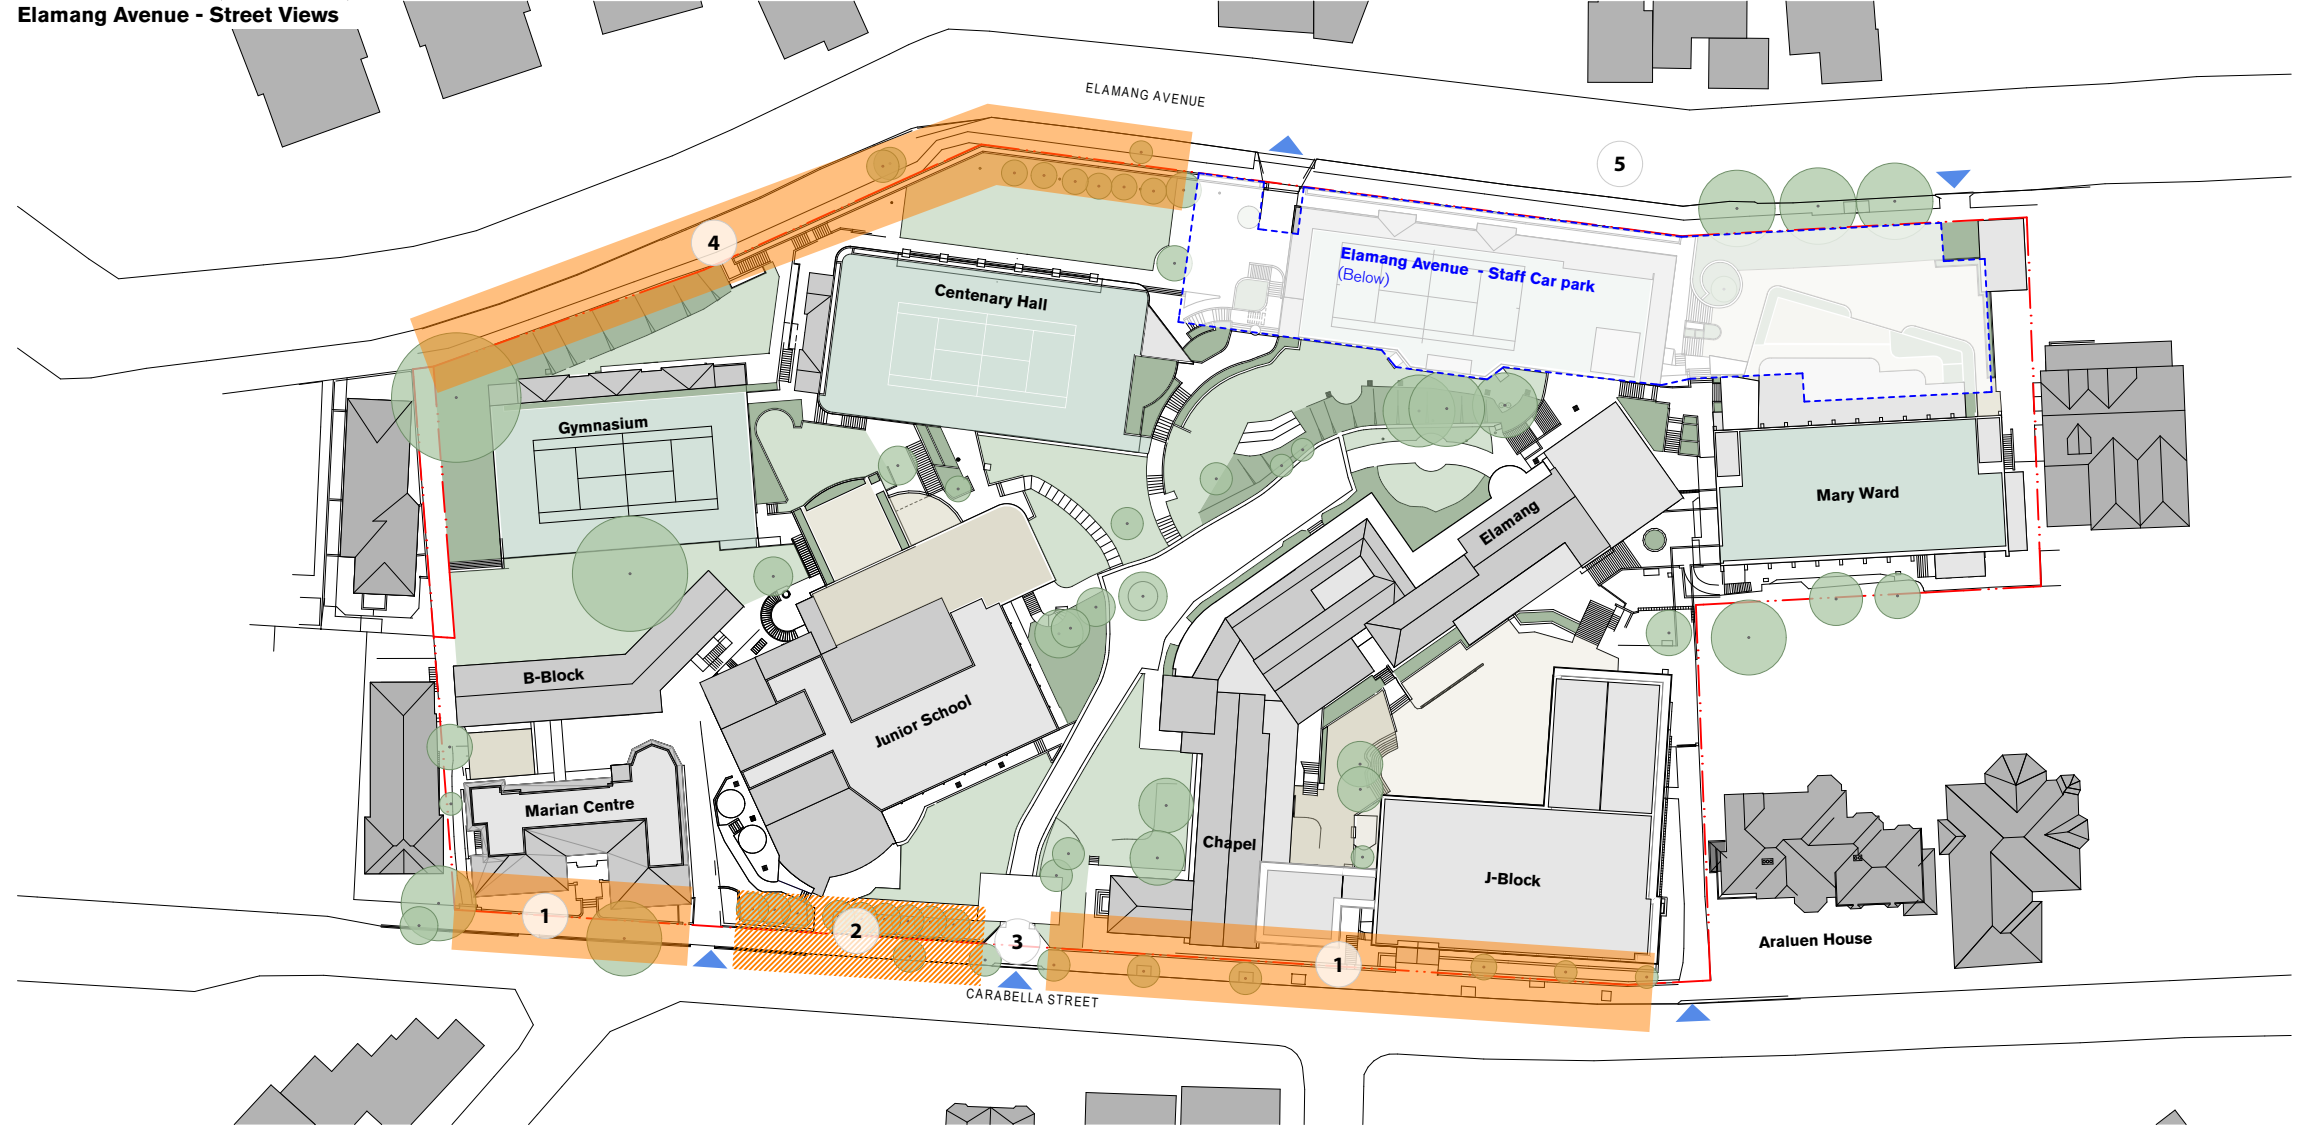 Elamang Avenue - Street Views
ELAMANG AVENUE
5
4
Elamang Avenue - Staff Car park
(Below)
Centenary Hall
Gymnasium
Mary Ward
Elamang
B-Block
Junior School
Marian Centre
Chapel
J-Block
1
2
3
1
Araluen House
CARABELLA STREET